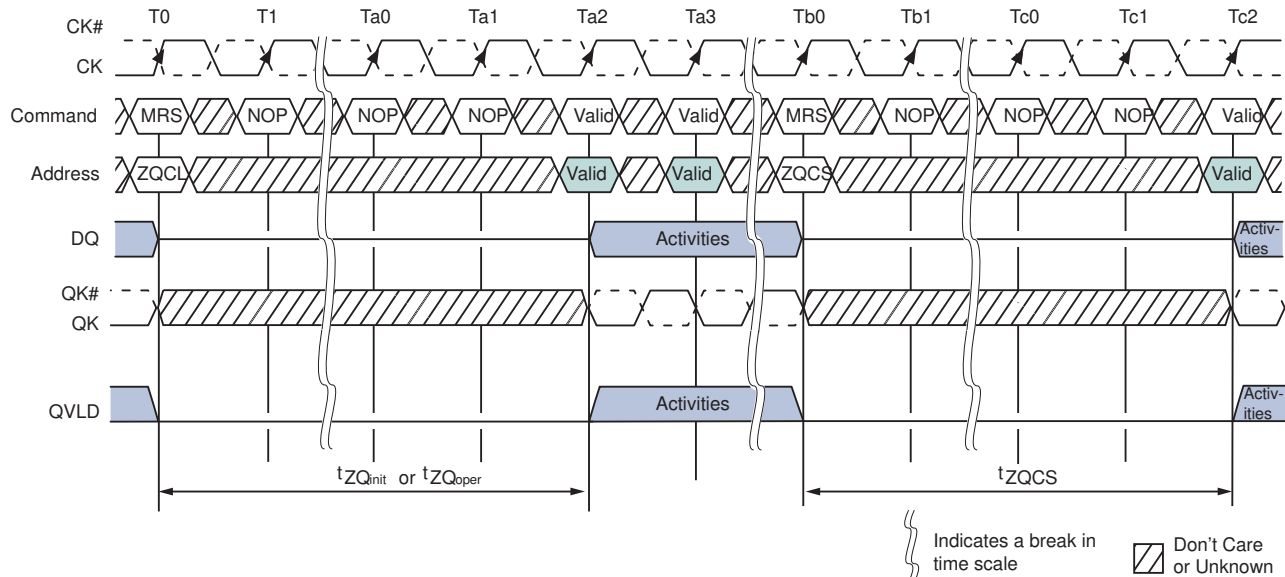 CK#
T0 T1 Ta0 Ta1 Ta2 Ta3 Tb0 Tb1 Tc0 Tc1 Tc2
CK
Command MRS NOP NOP NOP Valid Valid MRS NOP NOP NOP Valid
Address ZQCL Valid Valid ZQCS Valid
DQ Activities Activ-
ities
QK#
QK
QVLD Activities Activ-
ities
tZQinit or tZQoper tZQCS
Indicates a break in
time scale
Don't Care
or Unknown